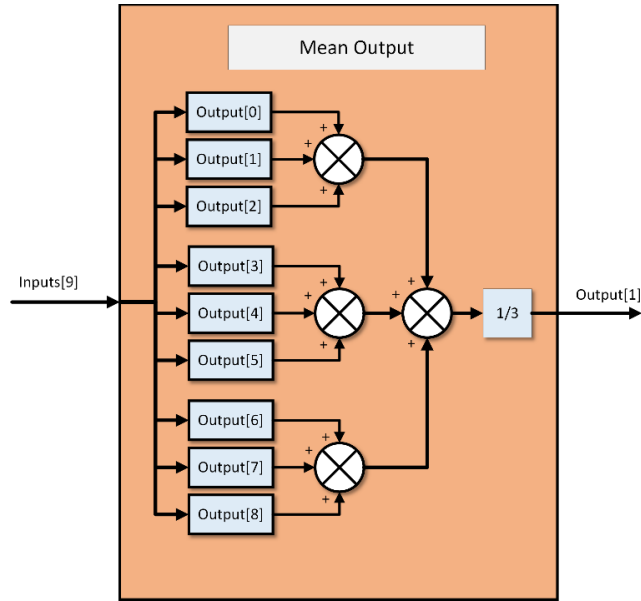 Mean Output
Output[0]
+
Output[1]
+
+
Output[2]
Inputs[9]
Output[3]
+
+
Output[4]
+
+
1/3
Output[1]
Output[5]
+
+
Output[6]
+
Output[7]
+
Output[8]
+